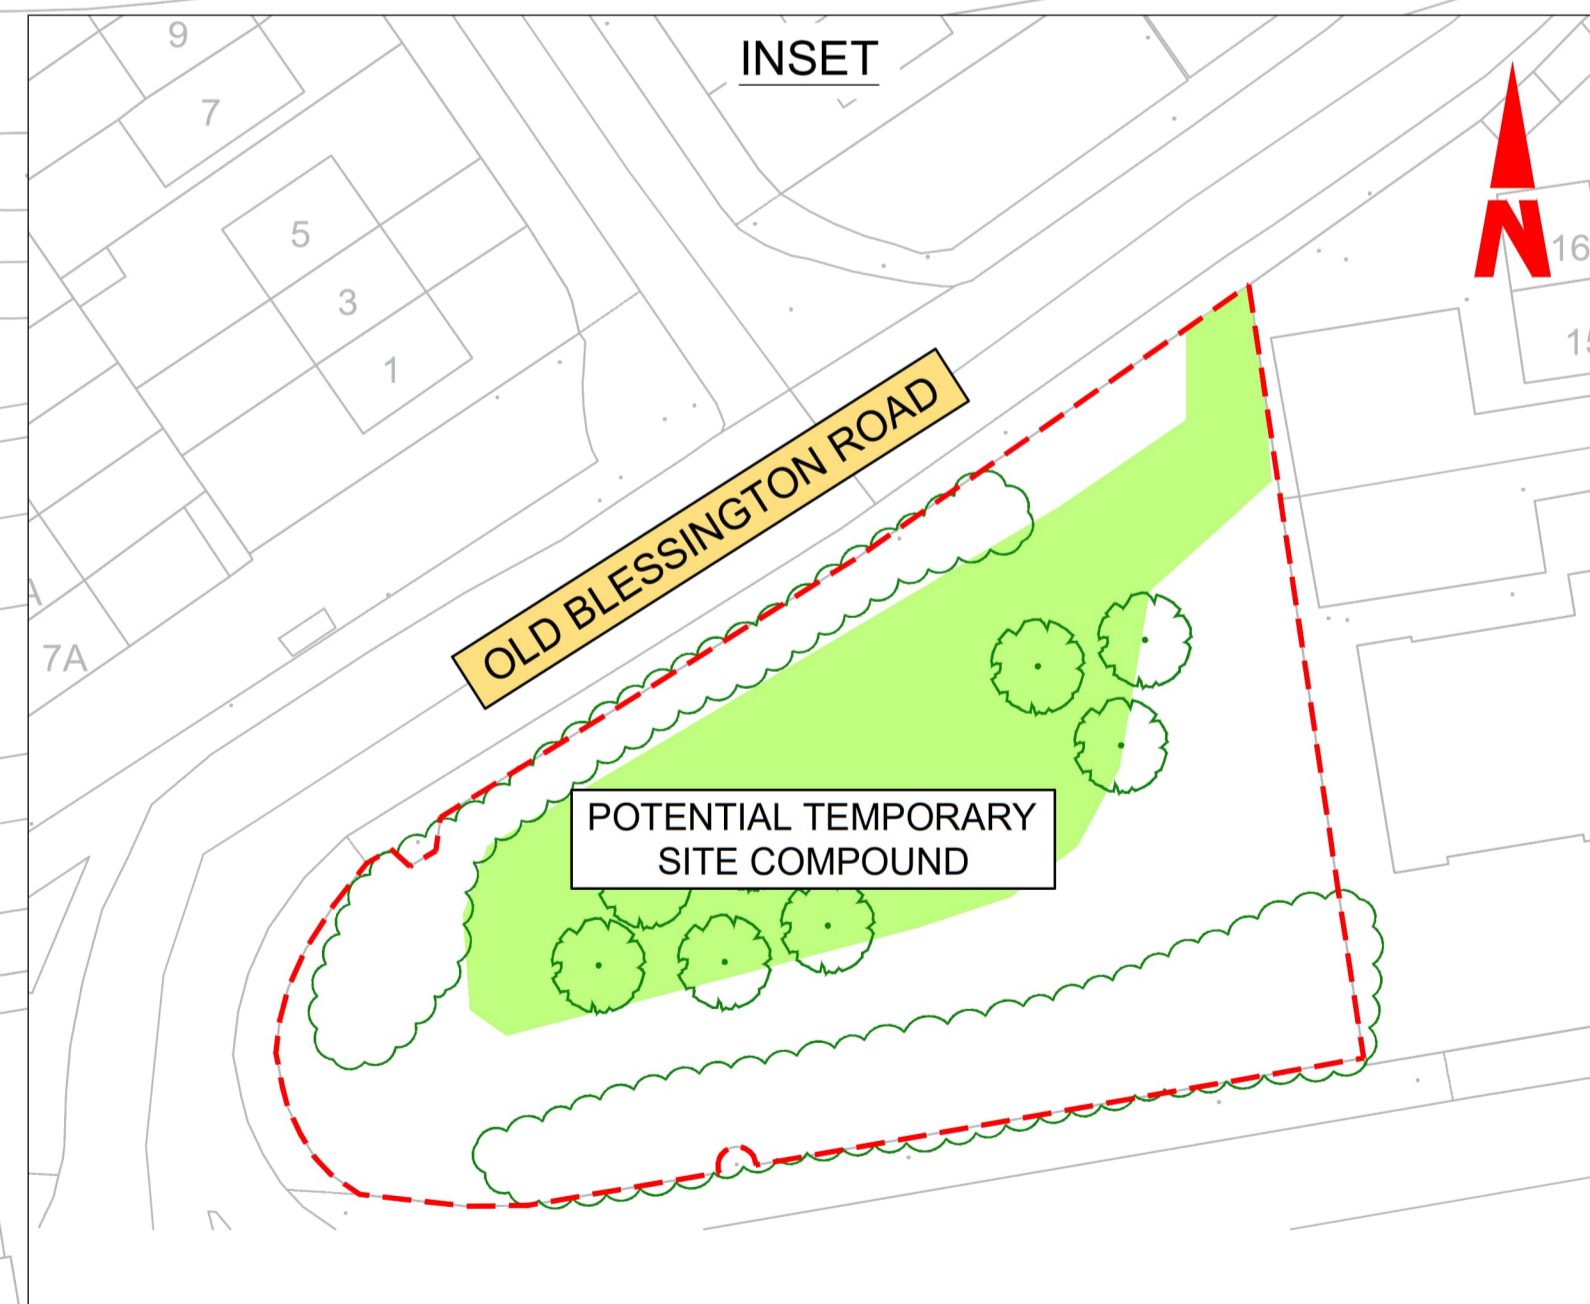 INSET
9
7
5
3
1
N
16
OLD BLESSINGTON ROAD
7A
POTENTIAL TEMPORARY
SITE COMPOUND